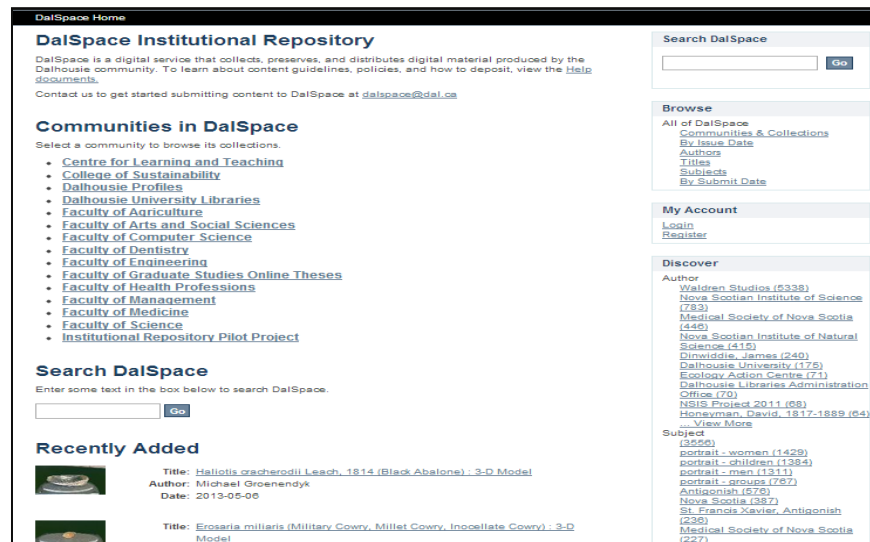 DalSpace Home
DalSpace Institutional Repository
DalSpace is a digital service that collects, preserves, and distributes digital material produced by the
Dalhousie community. To learn about content guidelines, policies, and how to deposit, view the Help
documents.
Contact us to get started submitting content to DalSpace at dalspace@dal.ca
Communities in DalSpace
Select a community to browse its collections.
Centre for Learning and Teaching
College of Sustainability
Dalhousie Profiles
Dalhousie University Libraries
Faculty of Agriculture
Faculty of Arts and Social Sciences
Faculty of Computer Science
Faculty of Dentistry
Faculty of Engineering
Faculty of Graduate Studies Online Theses
Faculty of Health Professions
Faculty of Management
Faculty of Medicine
Faculty of Science
Institutional Repository Pilot Project
Search DalSpace
Enter some text in the box below to search DalSpace.
Go
Recently Added
Title: Haliotis cracherodii Leach, 1814 (Black Abalone) : 3-D Model
Author: Michael Groenendyk
Date: 2013-05-06
Title: Erosaria miliaris (Military Cowry, Millet Cowry, Inocellate Cowry) : 3-D
Model
Search DalSpace
Go
Browse
All of DalSpace
Communities & Collections
By Issue Date
Authors
Titles
Subjects
By Submit Date
My Account
Login
Register
Discover
Author
Waldren Studios (5338)
Nova Scotian Institute of Science
(783)
Medical Society of Nova Scotia
(446)
Nova Scotian Institute of Natural
Science (415)
Dinwiddie, James (240)
Dalhousie University (175)
Ecology Action Centre (71)
Dalhousie Libraries Administration
Office (70)
NSIS Project 2011 (68)
Honeyman, David, 1817-1889 (64)
... View More
Subject
(3556)
portrait - women (1429)
portrait - children (1384)
portrait - men (1311)
portrait - groups (767)
Antigonish (576)
Nova Scotia (387)
St. Francis Xavier, Antigonish
(236)
Medical Society of Nova Scotia
(227)